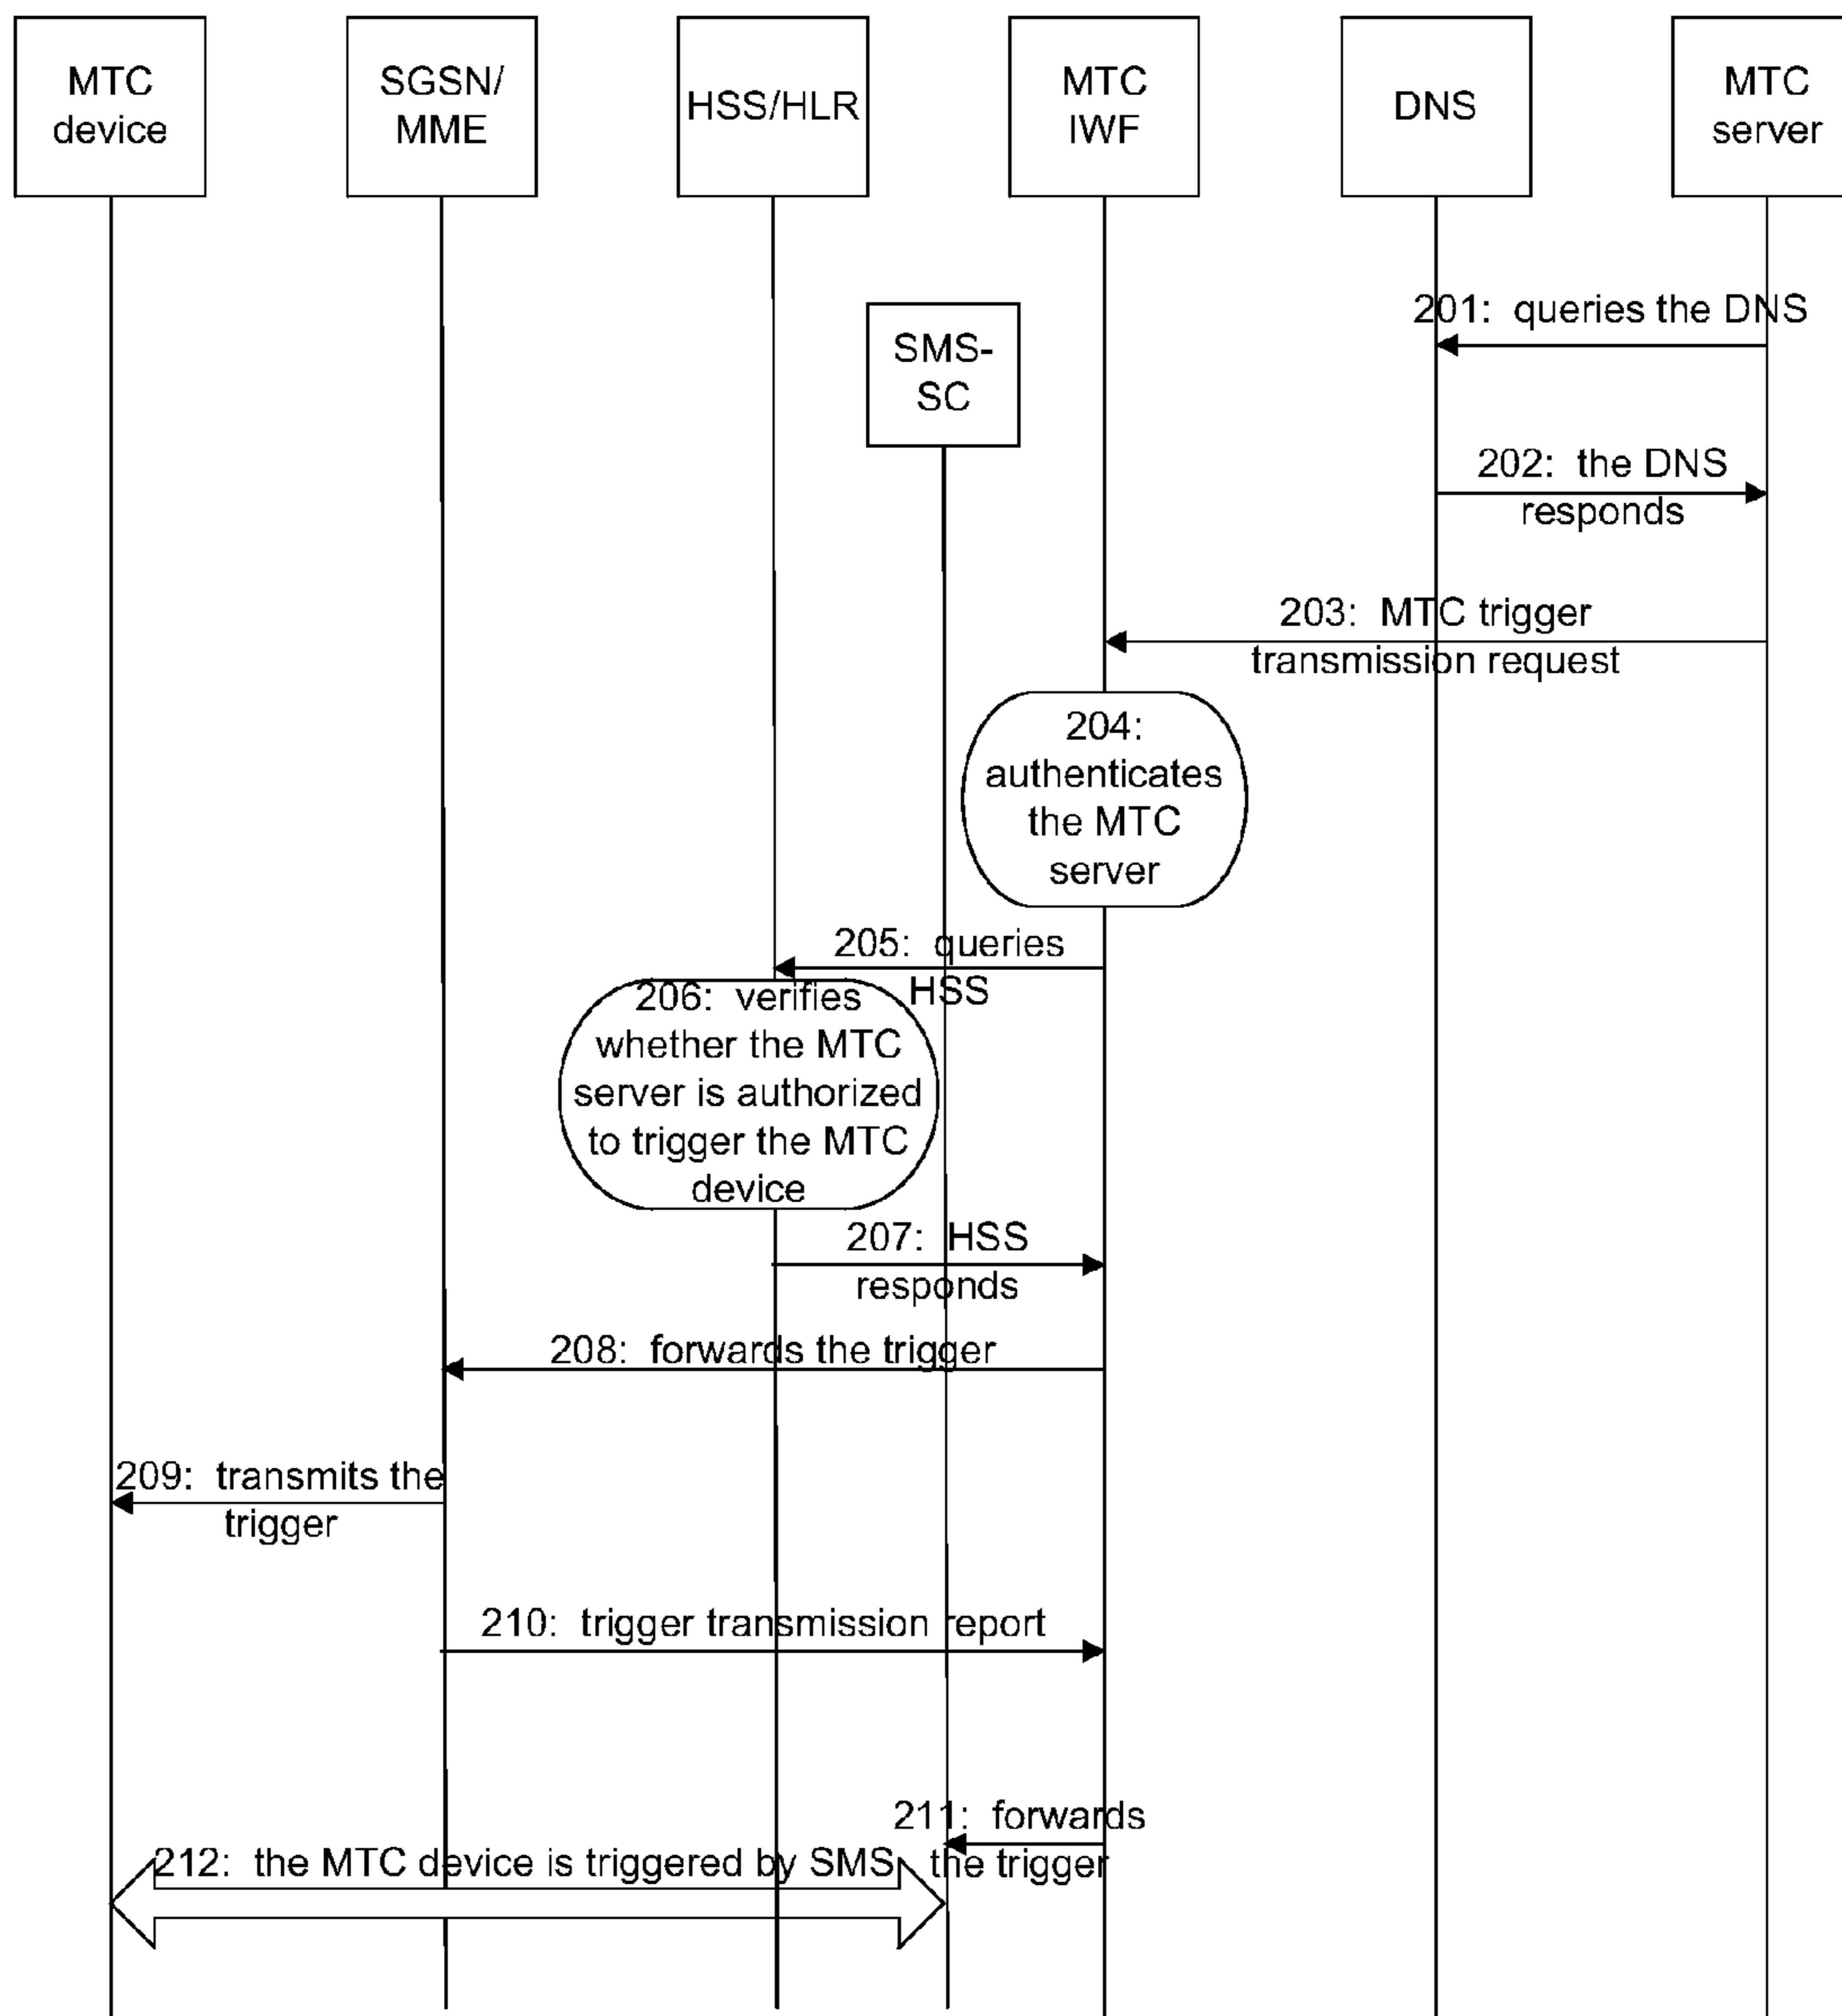 MTC
device
SGSN/
MME
HSS/HLR
MTC
IWF
DNS
MTC
server
201: queries the DNS
SMS-
SC
202: the DNS
responds
203: MTC trigger
transmission request
204:
authenticates
the MTC
server
205: queries
HSS
206: verifies
whether the MTC
server is authorized
to trigger the MTC
device
207: HSS
responds
208: forwards the trigger
209: transmits the
trigger
210: trigger transmission report
211: forwards
the trigger
212: the MTC device is triggered by SMS